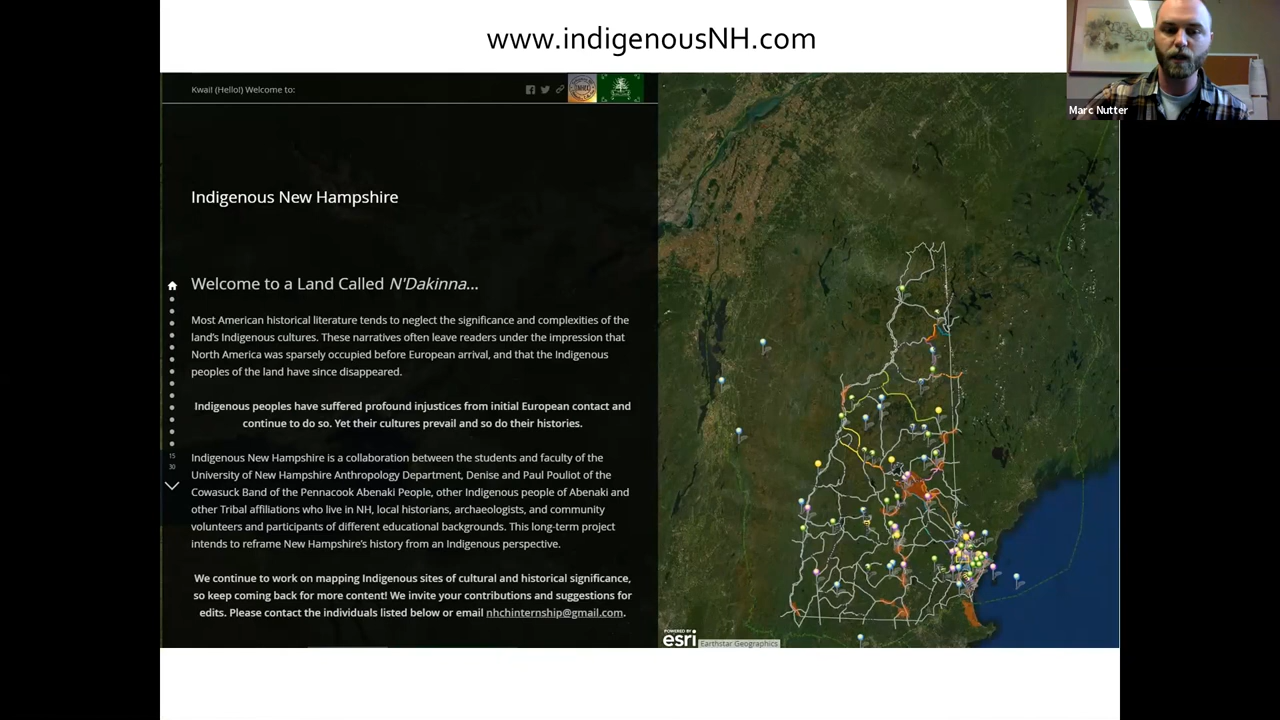 www.indigenousNH.com
Marc Nutter
Kwaii (Hello!) Welcome to:
Indigenous New Hampshire
Welcome to a Land Called N'Dakinna...
Most American historical literature tends to neglect the significance and complexities of the
land's Indigenous cultures. These narratives often leave readers under the impression that
North America was sparsely occupied before European arrival, and that the Indigenous
peoples of the land have since disappeared.
Indigenous peoples have suffered profound injustices from initial European contact and
continue to do so. Yet their cultures prevail and so do their histories.
Indigenous New Hampshire is a collaboration between the students and faculty of the
University of New Hampshire Anthropology Department, Denise and Paul Pouliot of the
Cowasuck Band of the Pennacook Abenaki People, other Indigenous people of Abenaki and
other Tribal affiliations who live in NH, local historians, archaeologists, and community
volunteers and participants of different educational backgrounds. This long-term project
intends to reframe New Hampshire's history from an Indigenous perspective.
We continue to work on mapping Indigenous sites of cultural and historical significance,
so keep coming back for more content! We invite your contributions and suggestions for
edits. Please contact the individuals listed below or email nhchinternship@gmail.com.
15
30
POWERED BY
esri
Earthstar Geographics